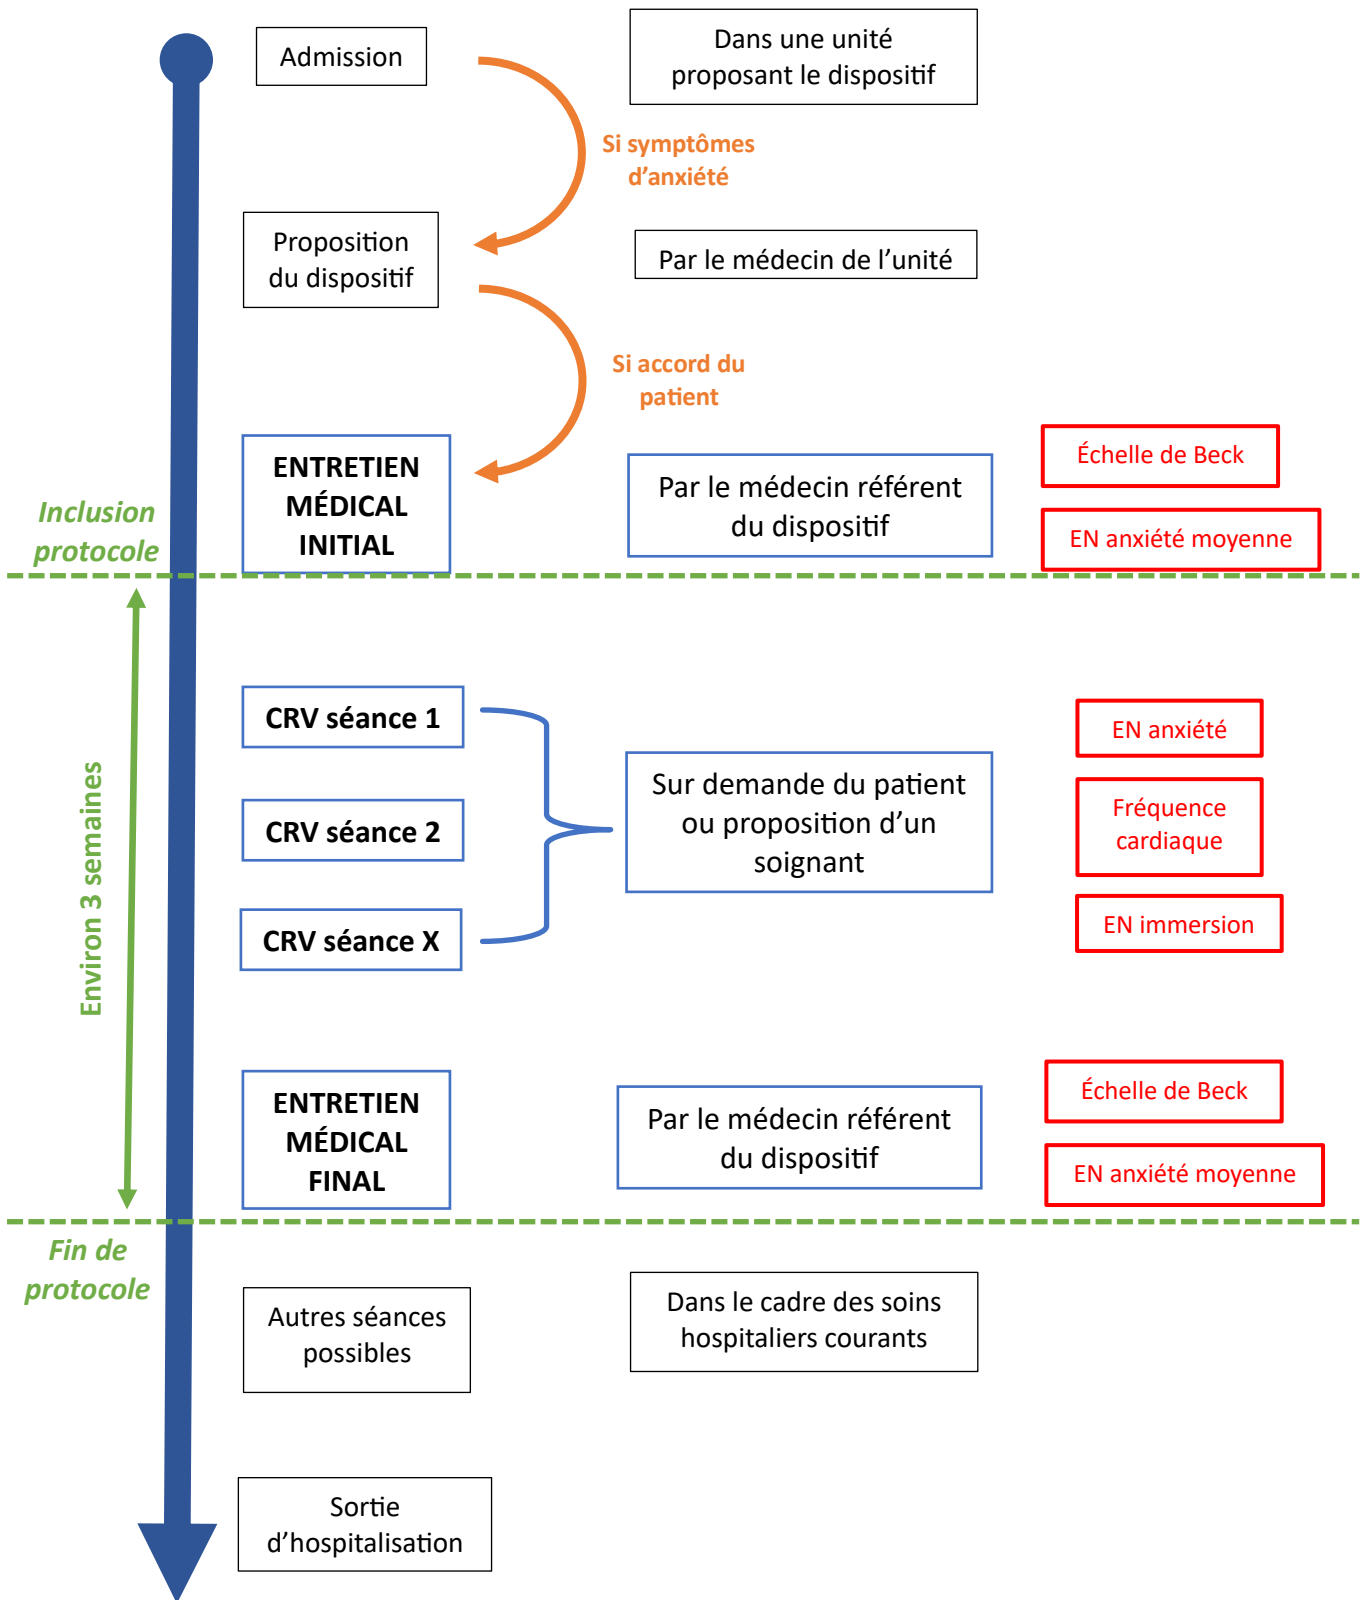 Admission
Dans une unité
proposant le dispositif
Si symptômes
d’anxiété
Proposition
du dispositif
Par le médecin de l’unité
Si accord du
patient
ENTRETIEN
MÉDICAL
INITIAL
Par le médecin référent
du dispositif
Échelle de Beck
EN anxiété moyenne
Inclusion
protocole
Environ 3 semaines
CRV séance 1
CRV séance 2
CRV séance X
Sur demande du patient
ou proposition d’un
soignant
EN anxiété
Fréquence
cardiaque
EN immersion
ENTRETIEN
MÉDICAL
FINAL
Par le médecin référent
du dispositif
Échelle de Beck
EN anxiété moyenne
Fin de
protocole
Autres séances
possibles
Dans le cadre des soins
hospitaliers courants
Sortie
d’hospitalisation